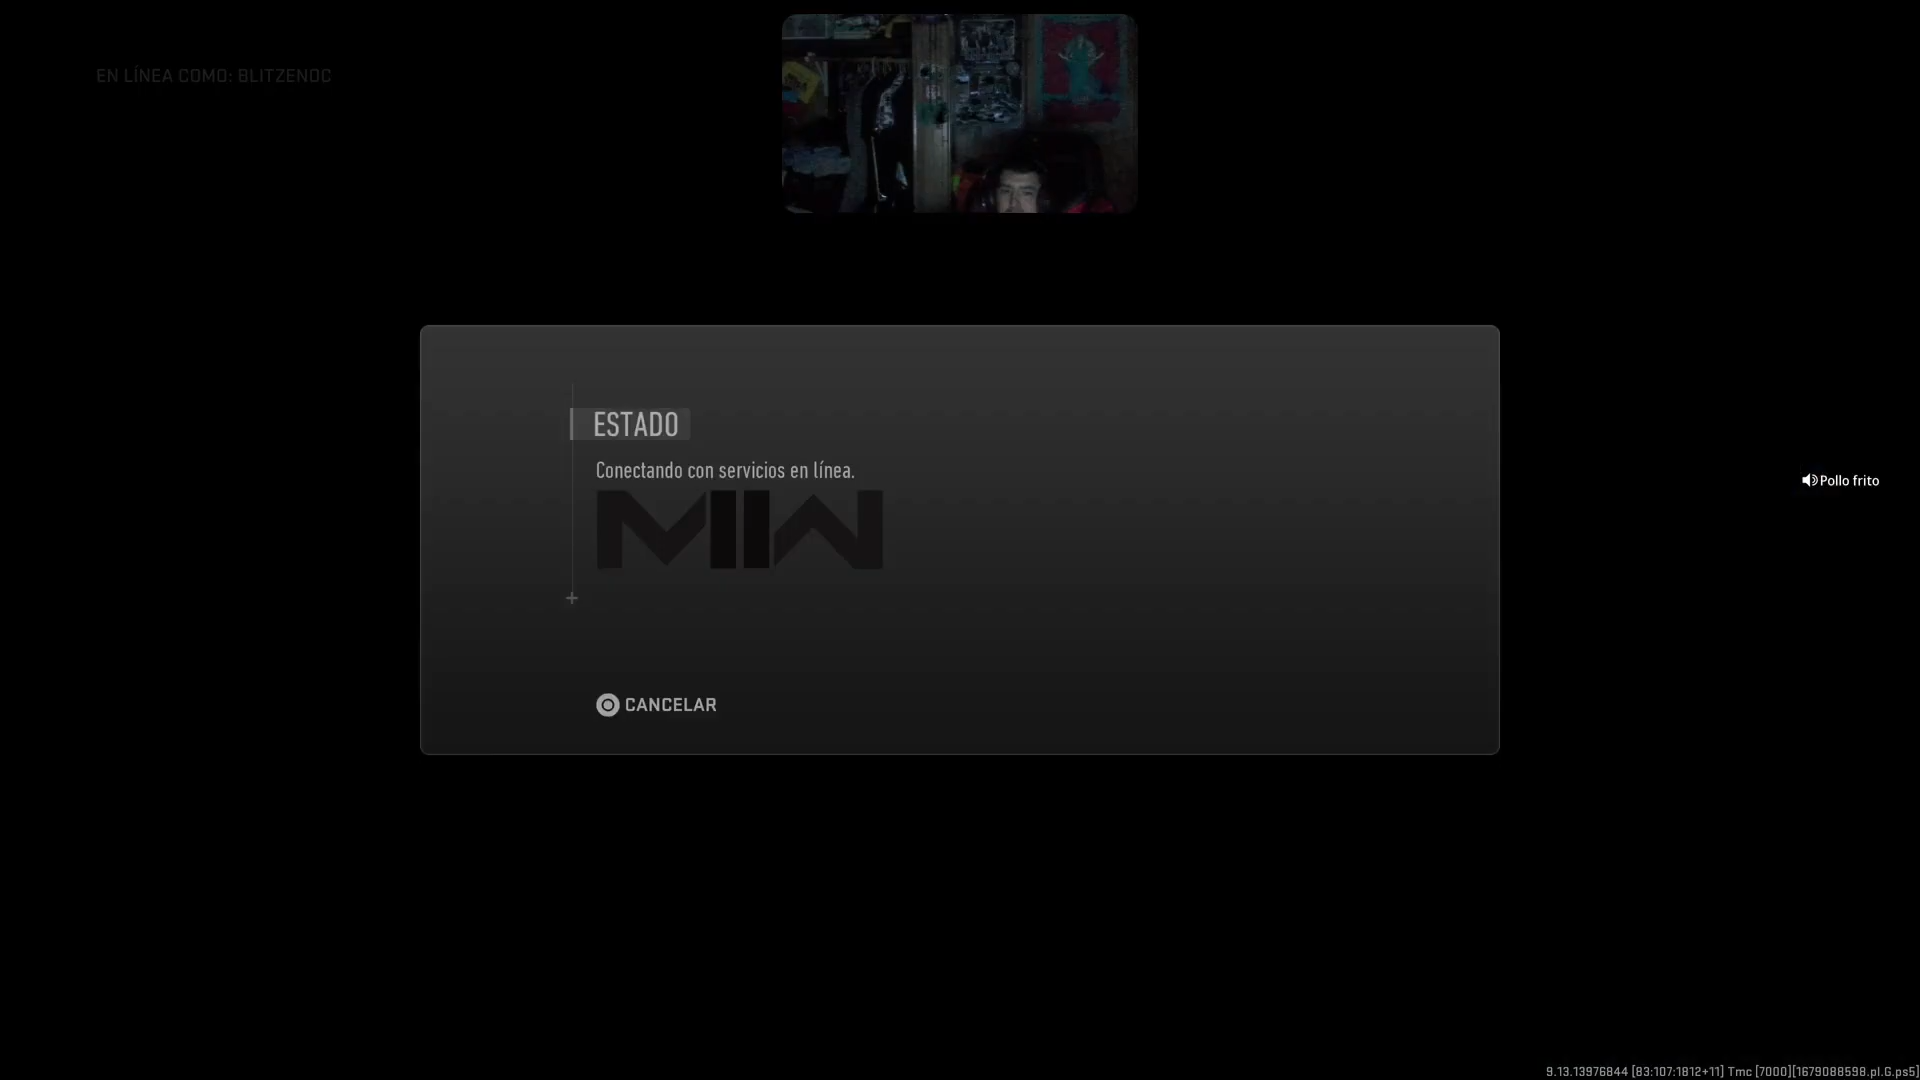 EN LÍNEA COMO: BLITZENOC
ESTADO
Conectando con servicios en línea.
MIIW
CANCELAR
Pollo frito
9.13.13976844 [83:107:1812+11] Tmc [7000][1679088598.pl.G.ps5]